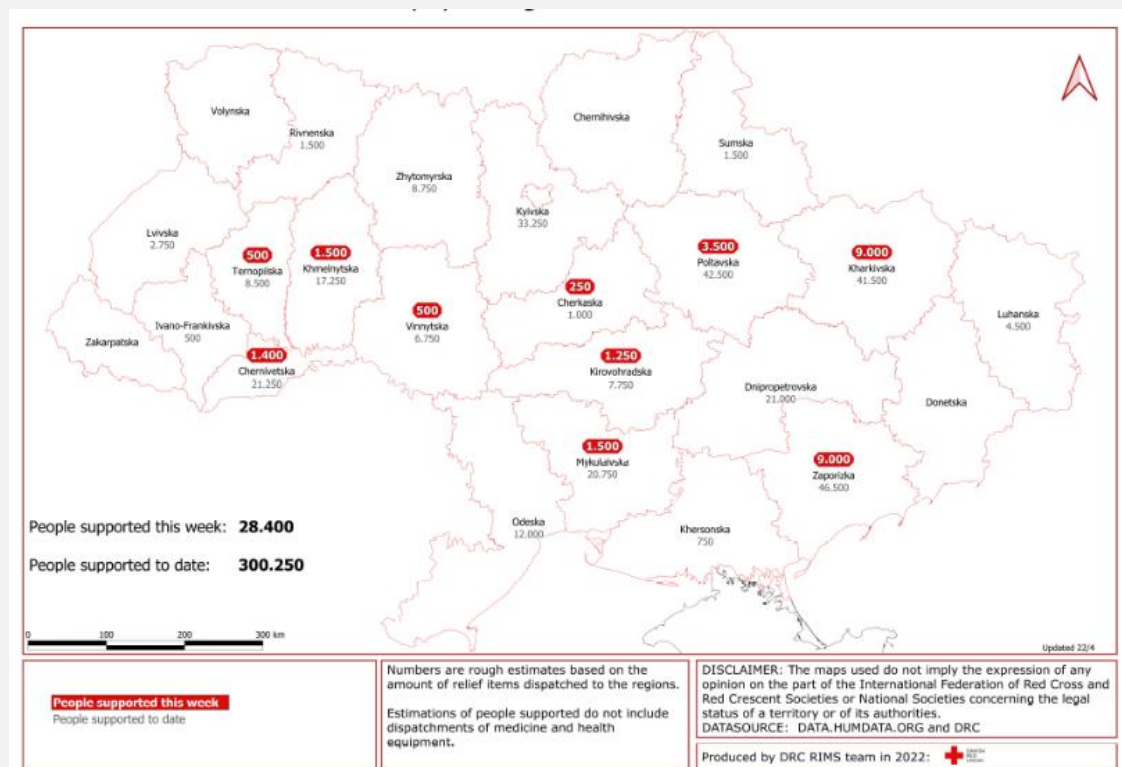 Volynska
Rivnenska
1.500
Chernihivska
Sumska
1.500
Zhytomyrska
8.750
Kyivska
33.250
Lvivska
2.750
500
Ternopilska
8.500
1.500
Khmelnytska
17.250
3.500
Poltavska
42.500
9.000
Kharkivska
41.500
250
Cherkaska
1.000
500
Vinnytska
6.750
Luhanska
4.500
Ivano-Frankivska
500
Zakarpatska
1.400
Chernivetska
21.250
1.250
Kirovohradska
7.750
Dnipropetrovska
21.000
Donetska
1.500
Mykulaivska
20.750
9.000
Zaporizka
46.500
Odeska
12.000
Khersonska
750
People supported this week: 28.400
People supported to date: 300.250
0 100 200 300 km
Updated 22/4
People supported this week
People supported to date
Numbers are rough estimates based on the
amount of relief items dispatched to the regions.
Estimations of people supported do not include
dispatchments of medicine and health
equipment.
DISCLAIMER: The maps used do not imply the expression of any
opinion on the part of the International Federation of Red Cross and
Red Crescent Societies or National Societies concerning the legal
status of a territory or of its authorities.
DATASOURCE: DATA.HUMDATA.ORG and DRC
Produced by DRC RIMS team in 2022: